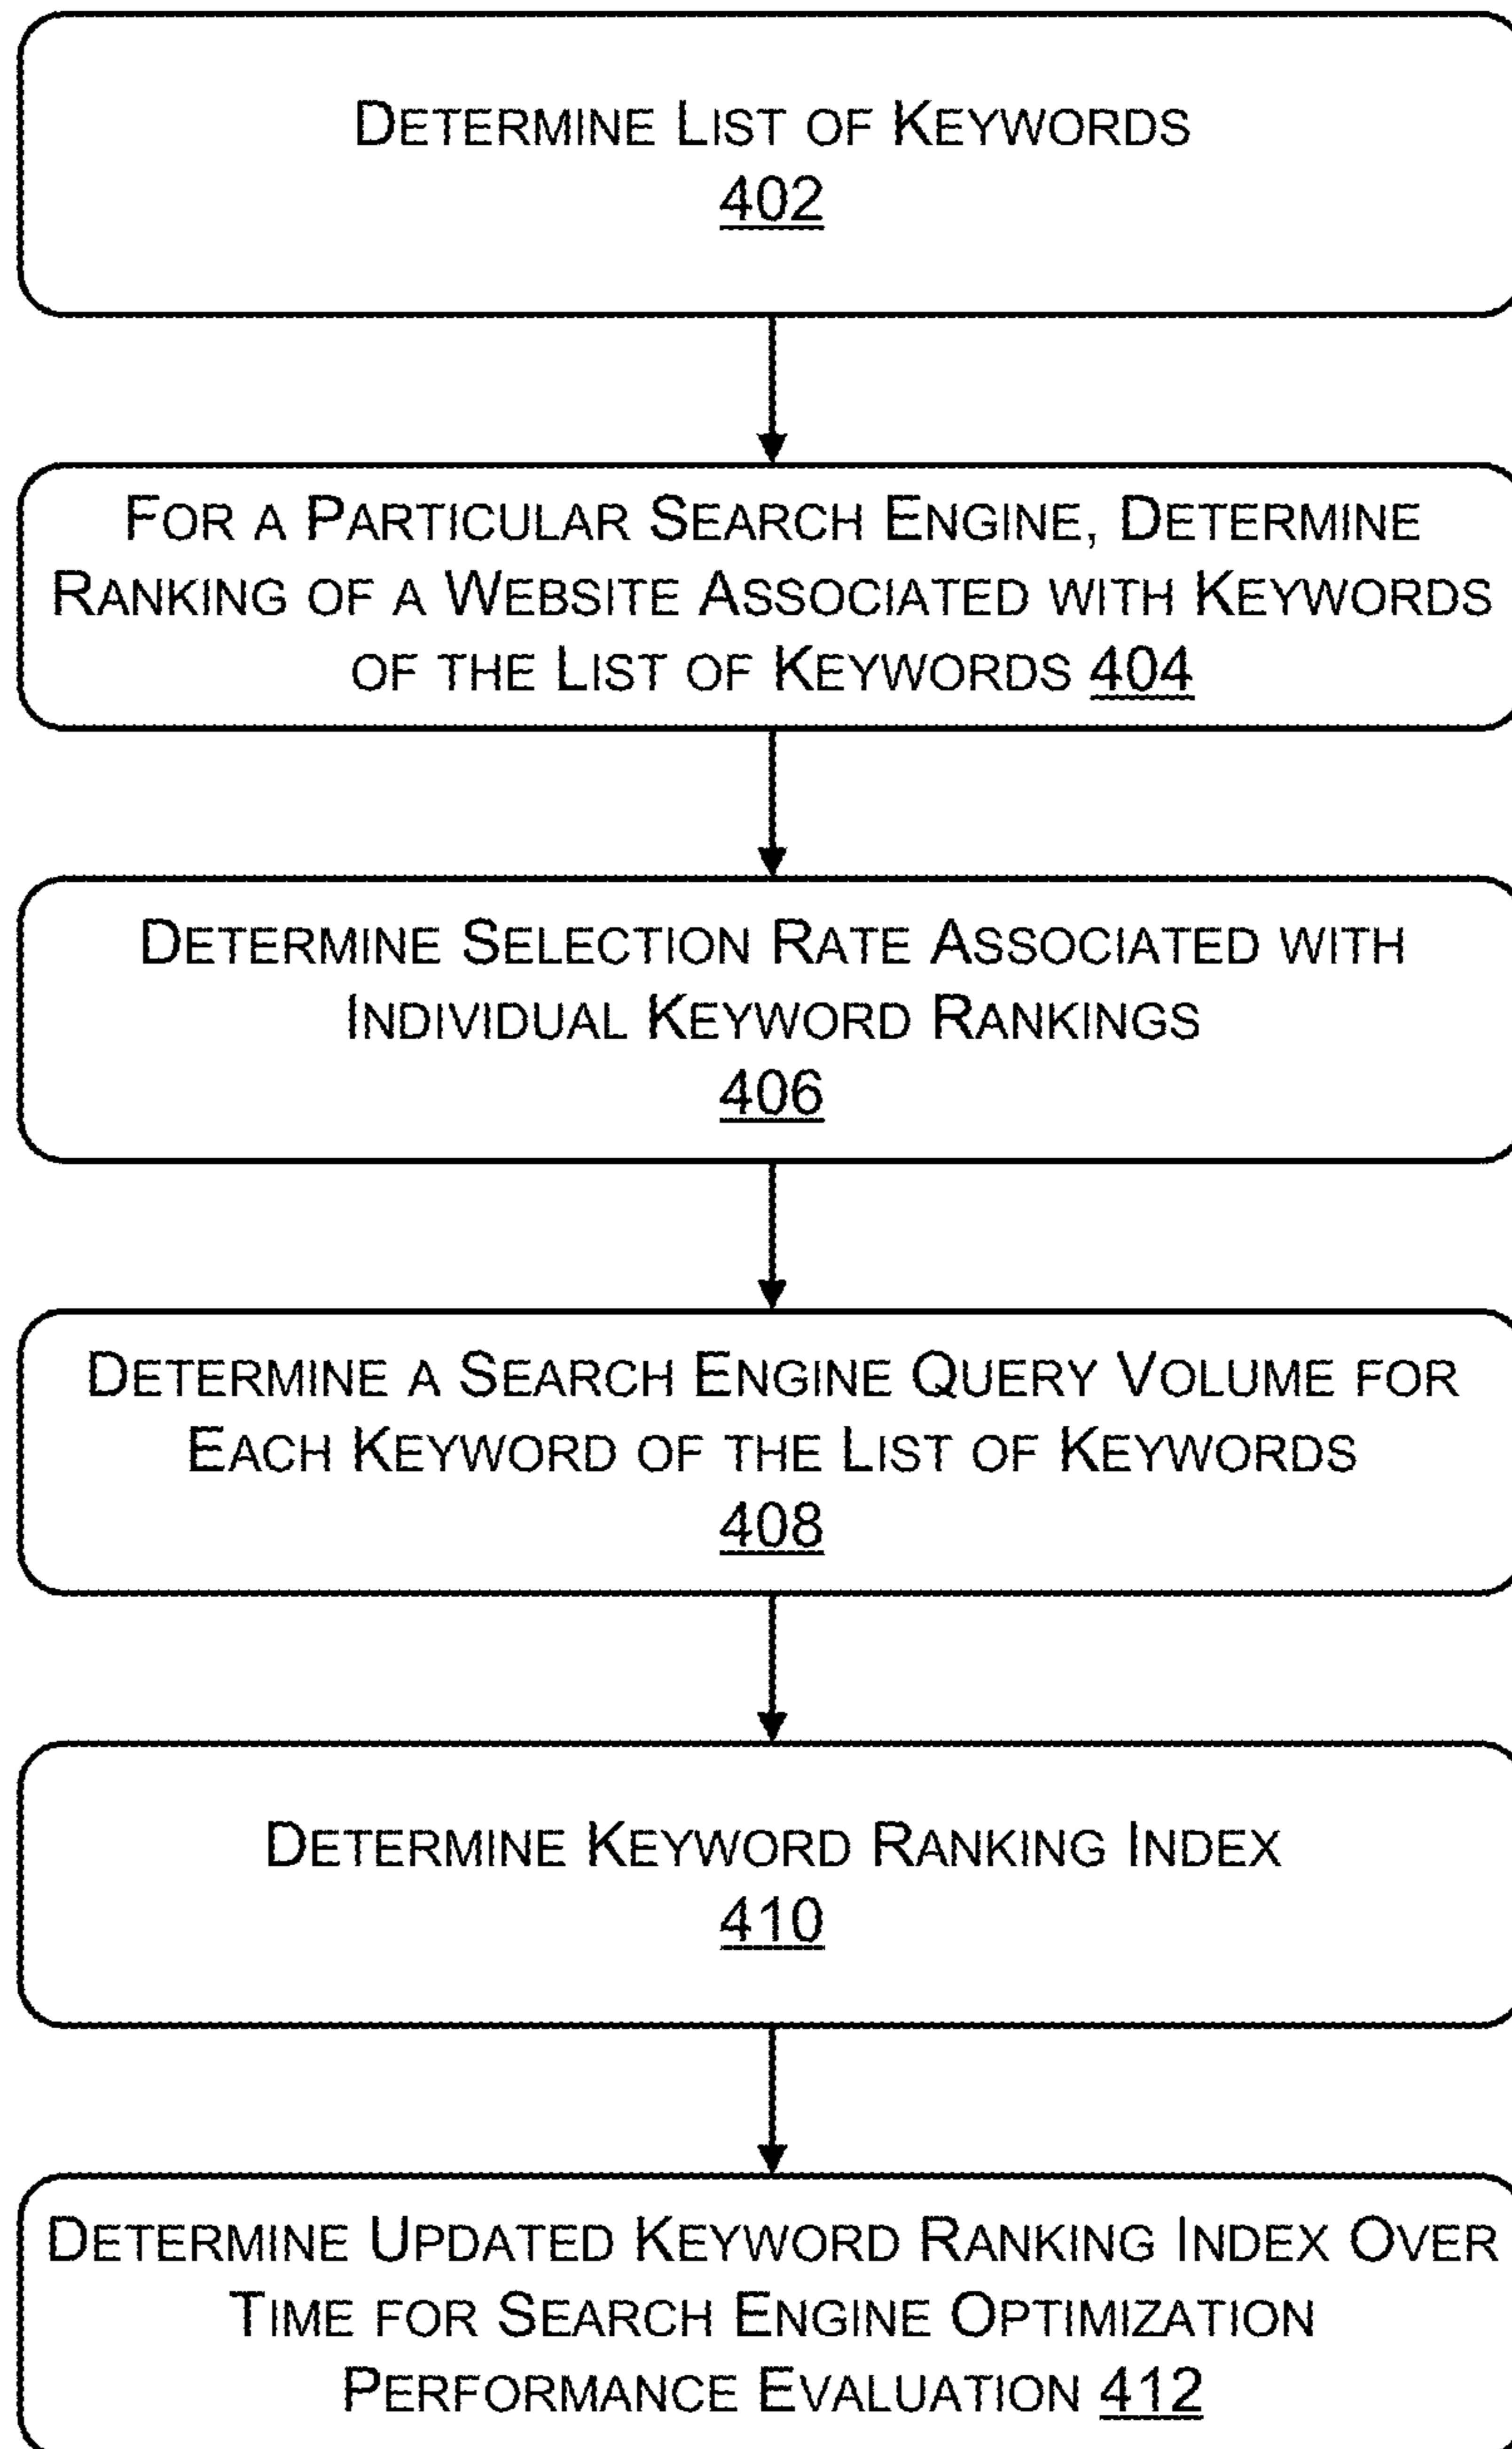 DETERMINE LIST OF KEYWORDS
402
FOR A PARTICULAR SEARCH ENGINE, DETERMINE
RANKING OF A WEBSITE ASSOCIATED WITH KEYWORDS
OF THE LIST OF KEYWORDS 404
DETERMINE SELECTION RATE ASSOCIATED WITH
INDIVIDUAL KEYWORD RANKINGS
406
DETERMINE A SEARCH ENGINE QUERY VOLUME FOR
EACH KEYWORD OF THE LIST OF KEYWORDS
408
DETERMINE KEYWORD RANKING INDEX
410
DETERMINE UPDATED KEYWORD RANKING INDEX OVER
TIME FOR SEARCH ENGINE OPTIMIZATION
PERFORMANCE EVALUATION 412